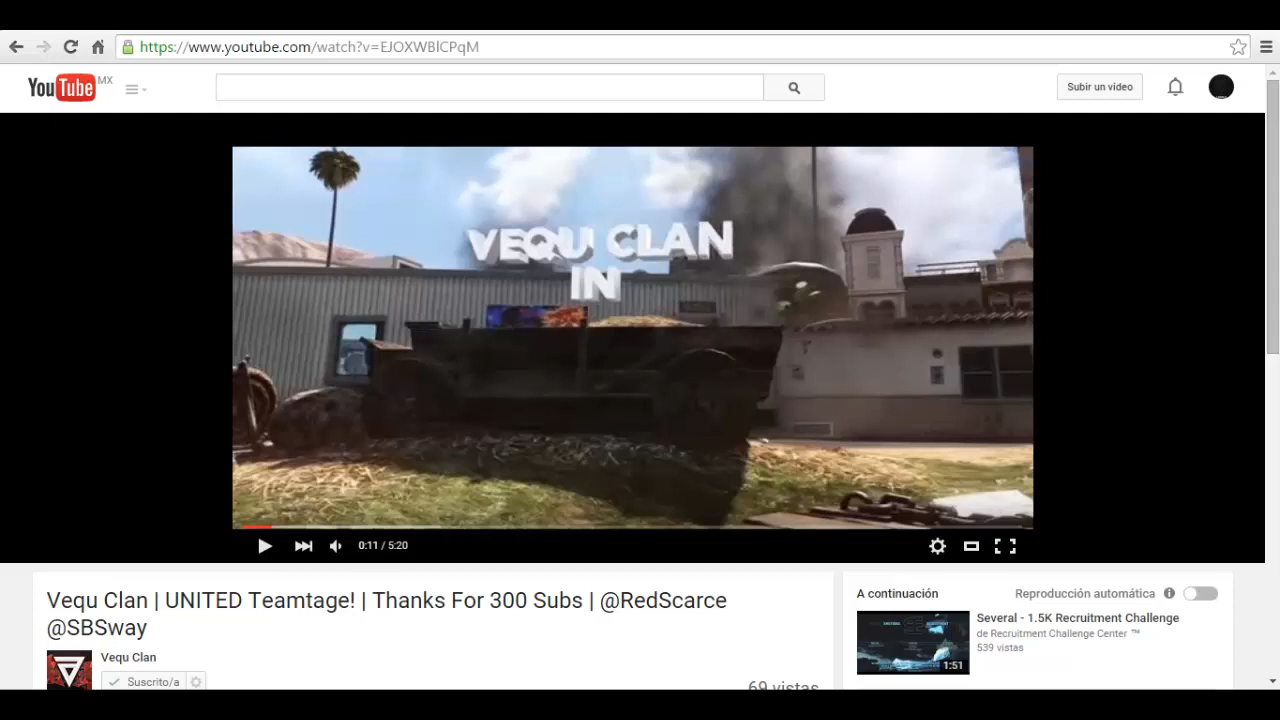 https://www.youtube.com/watch?v=EJOXWBlCPqM
YouTube MX
Subir un vídeo
VEQU CLAN
IN
0:11 / 5:20
Vequ Clan | UNITED Teamtage! | Thanks For 300 Subs | @RedScarce
@SBSway
Vequ Clan
Suscrito/a
69 vistas
A continuación
Reproducción automática
Several - 1.5K Recruitment Challenge
de Recruitment Challenge Center ™
539 vistas
1:51